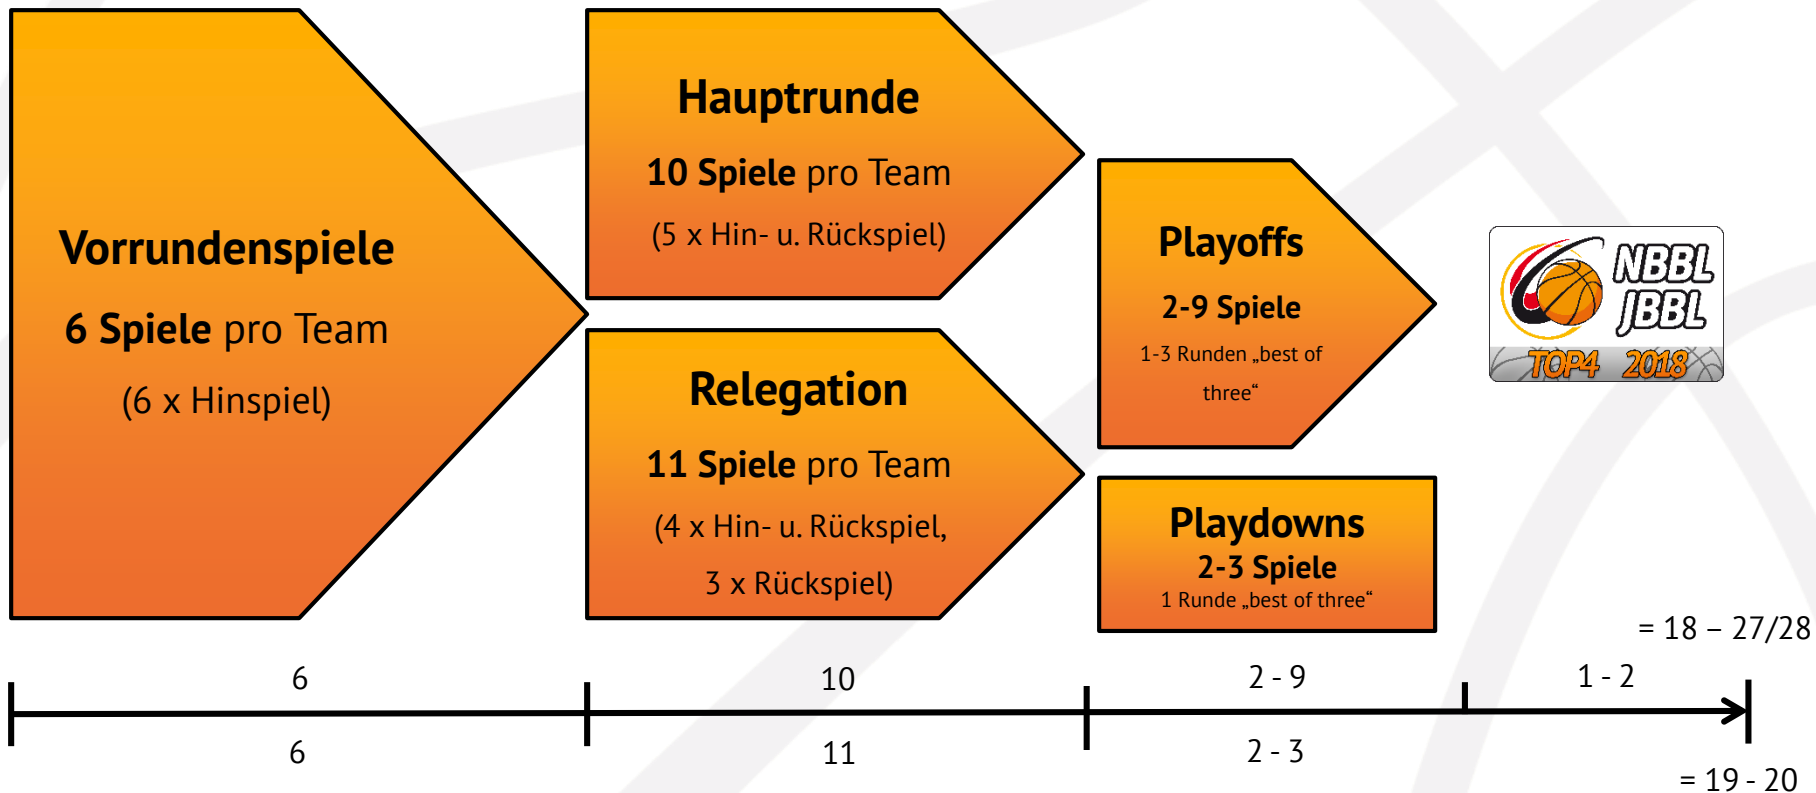 Vorrundenspiele
6 Spiele pro Team
(6 x Hinspiel)
Hauptrunde
10 Spiele pro Team
(5 x Hin- u. Rückspiel)
Relegation
11 Spiele pro Team
(4 x Hin- u. Rückspiel,
3 x Rückspiel)
Playoffs
2-9 Spiele
1-3 Runden „best of
three“
Playdowns
2-3 Spiele
1 Runde „best of three“
NBBL
JBBL
TOP4 2018
= 18 – 27/28
6
10
2 - 9
1 - 2
6
11
2 - 3
= 19 - 20